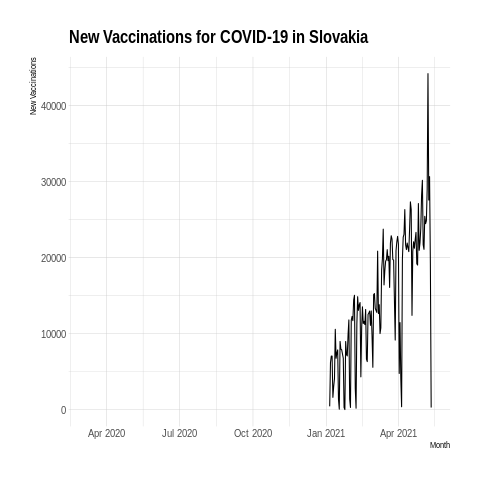 New Vaccinations for COVID-19 in Slovakia
New Vaccinations
40000
30000
20000
10000
0
Apr 2020 Jul 2020 Oct 2020 Jan 2021 Apr 2021
Month